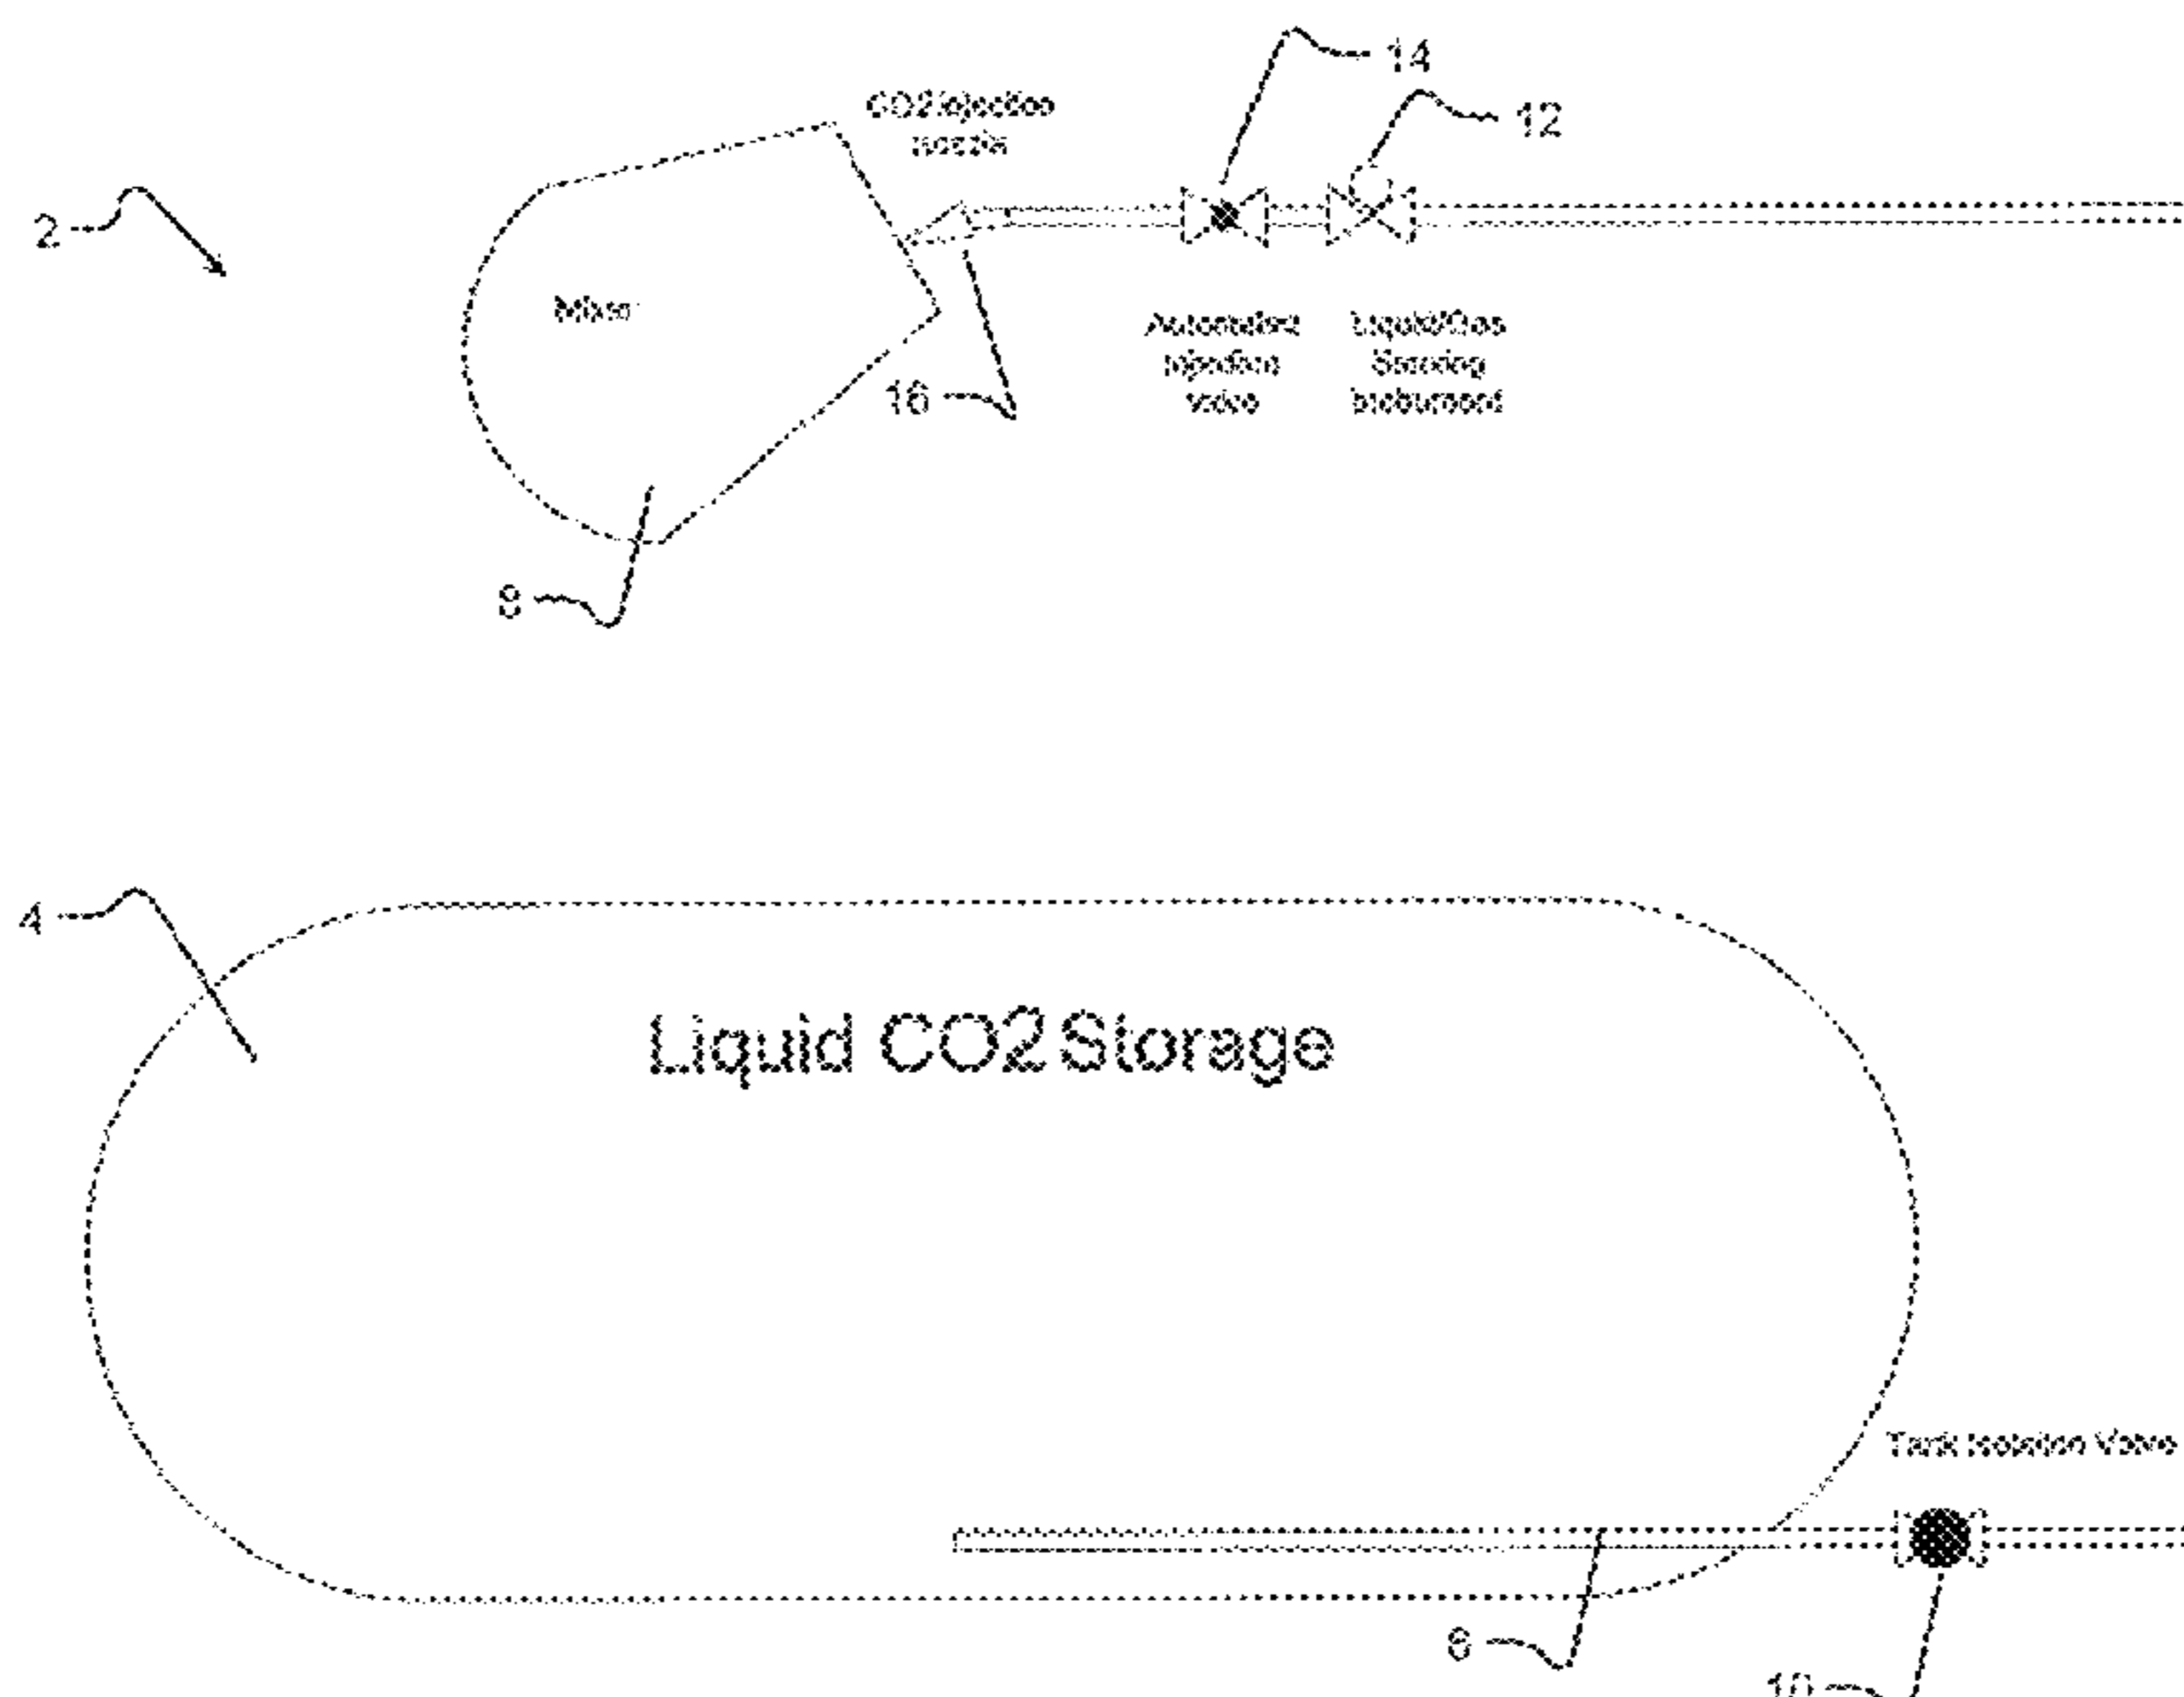 14
CO2 injection
nozzle
12
2
Mixer
Automated
Injection
valve
Liquid/Gas
Sensing
Instrument
16
8
4
Liquid CO2 Storage
Tank Isolation Valve
6
10